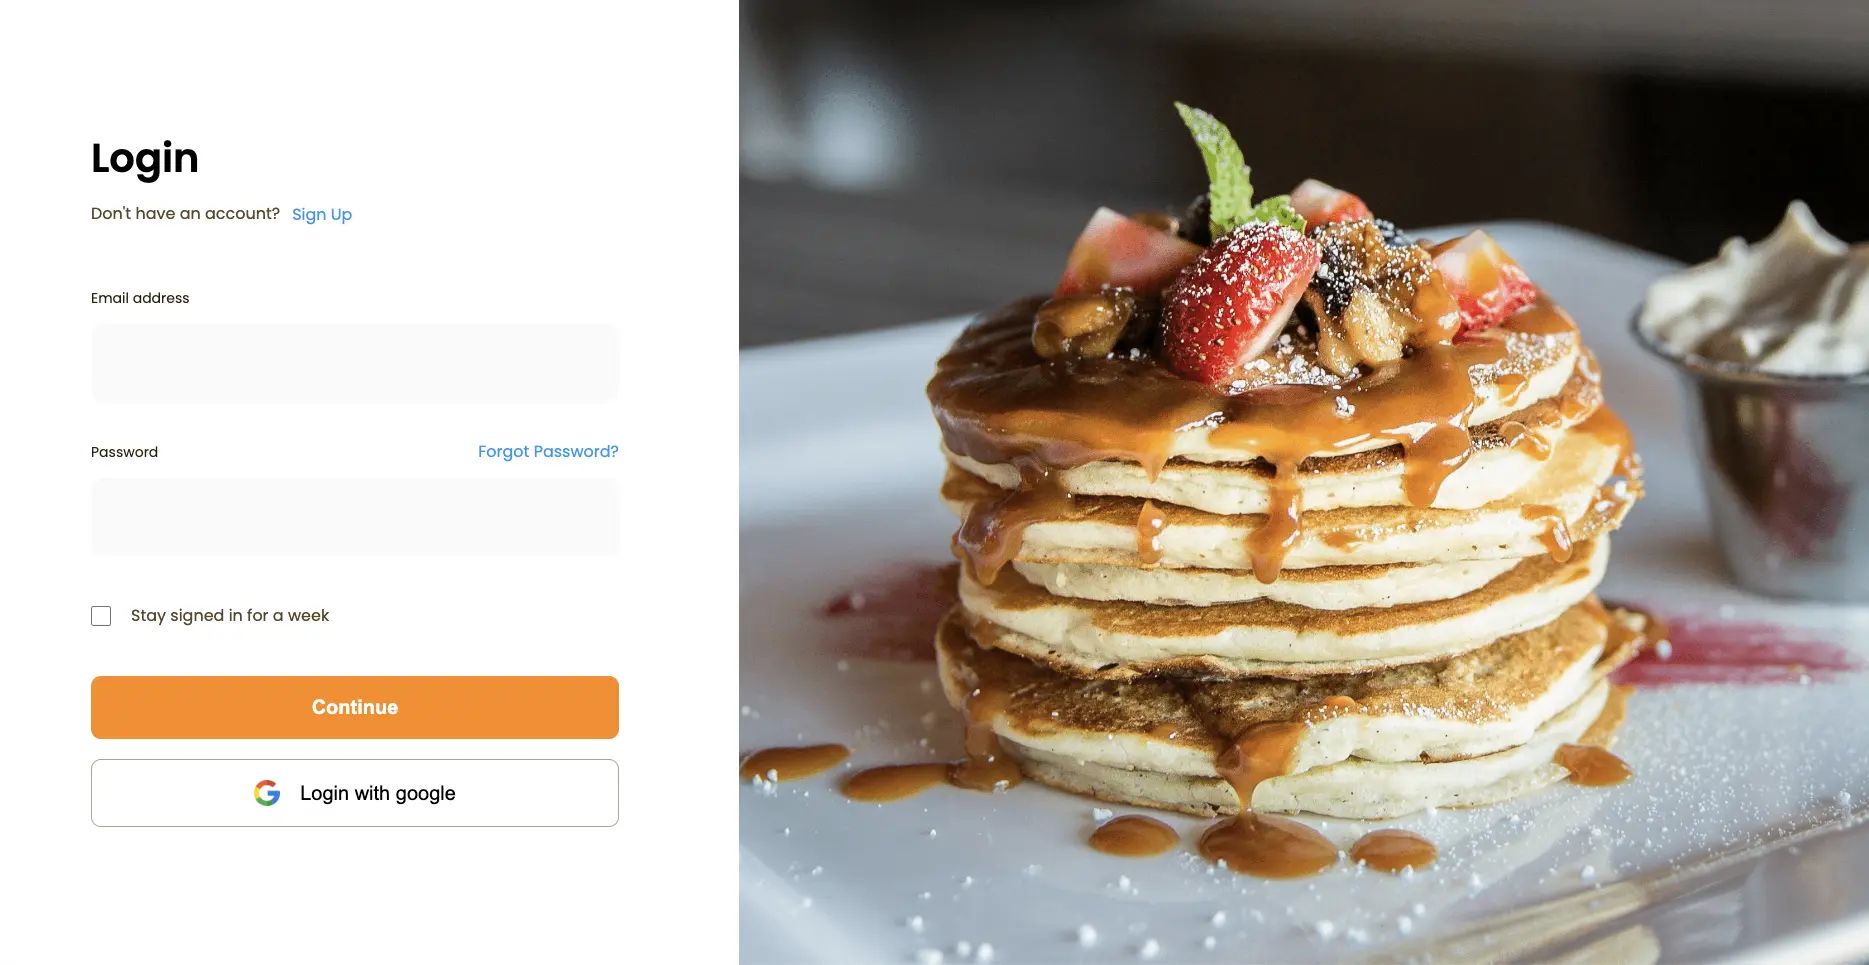 Login
Don't have an account? Sign Up
Email address
Password Forgot Password?
Stay signed in for a week
Continue
Login with google